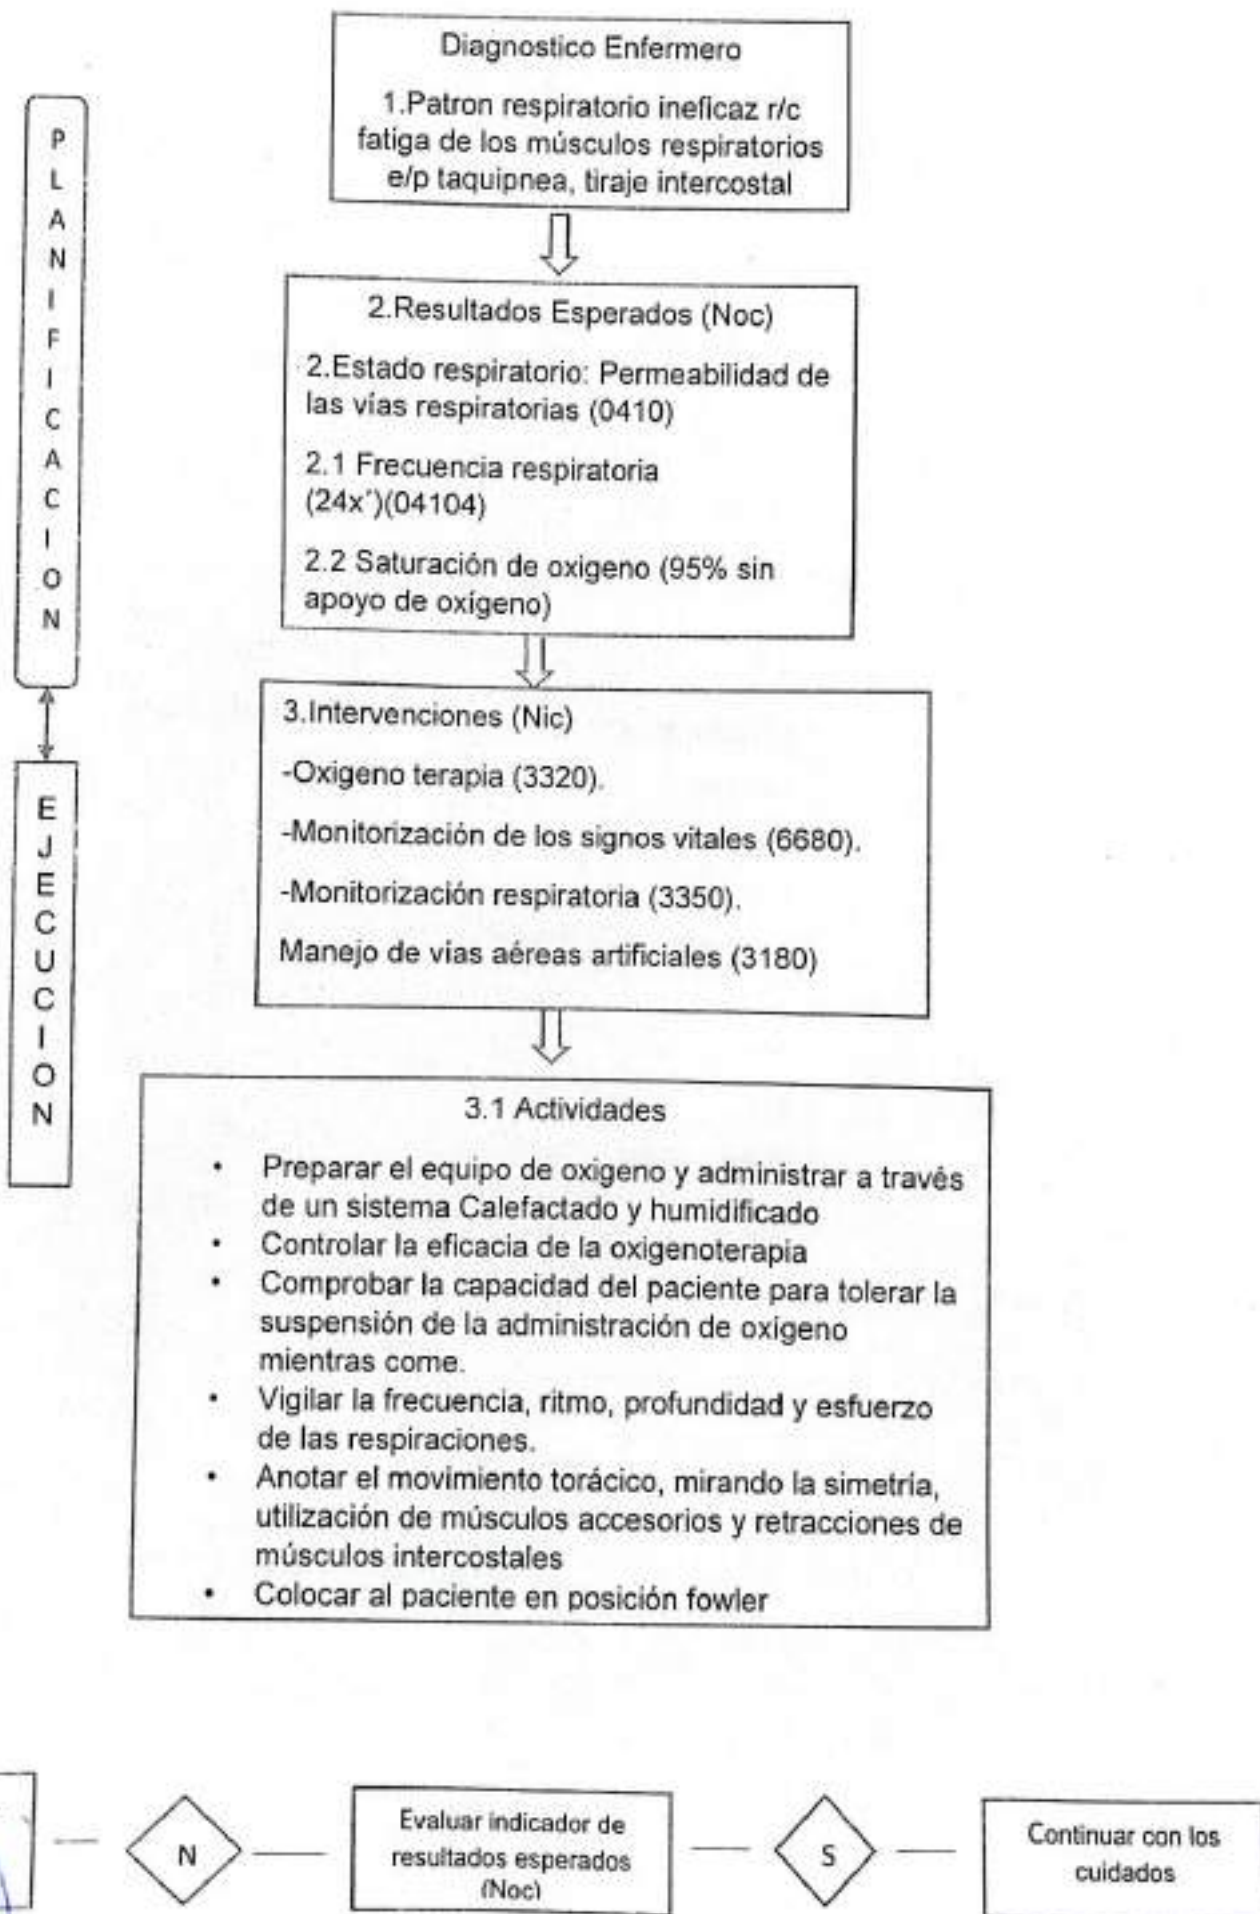 PLANIFICACION
Diagnostico Enfermero
1.Patron respiratorio ineficaz r/c
fatiga de los músculos respiratorios
e/p taquipnea, tiraje intercostal
2.Resultados Esperados (Noc)
2.Estado respiratorio: Permeabilidad de
las vías respiratorias (0410)
2.1 Frecuencia respiratoria
(24x´)(04104)
2.2 Saturación de oxigeno (95% sin
apoyo de oxígeno)
EJECUCION
3.Intervenciones (Nic)
-Oxigeno terapia (3320).
-Monitorización de los signos vitales (6680).
-Monitorización respiratoria (3350).
Manejo de vías aéreas artificiales (3180)
3.1 Actividades
• Preparar el equipo de oxigeno y administrar a través
de un sistema Calefactado y humidificado
• Controlar la eficacia de la oxigenoterapia
• Comprobar la capacidad del paciente para tolerar la
suspensión de la administración de oxigeno
mientras come.
• Vigilar la frecuencia, ritmo, profundidad y esfuerzo
de las respiraciones.
• Anotar el movimiento torácico, mirando la simetría,
utilización de músculos accesorios y retracciones de
músculos intercostales
• Colocar al paciente en posición fowler
N
Evaluar indicador de
resultados esperados
(Noc)
S
Continuar con los
cuidados